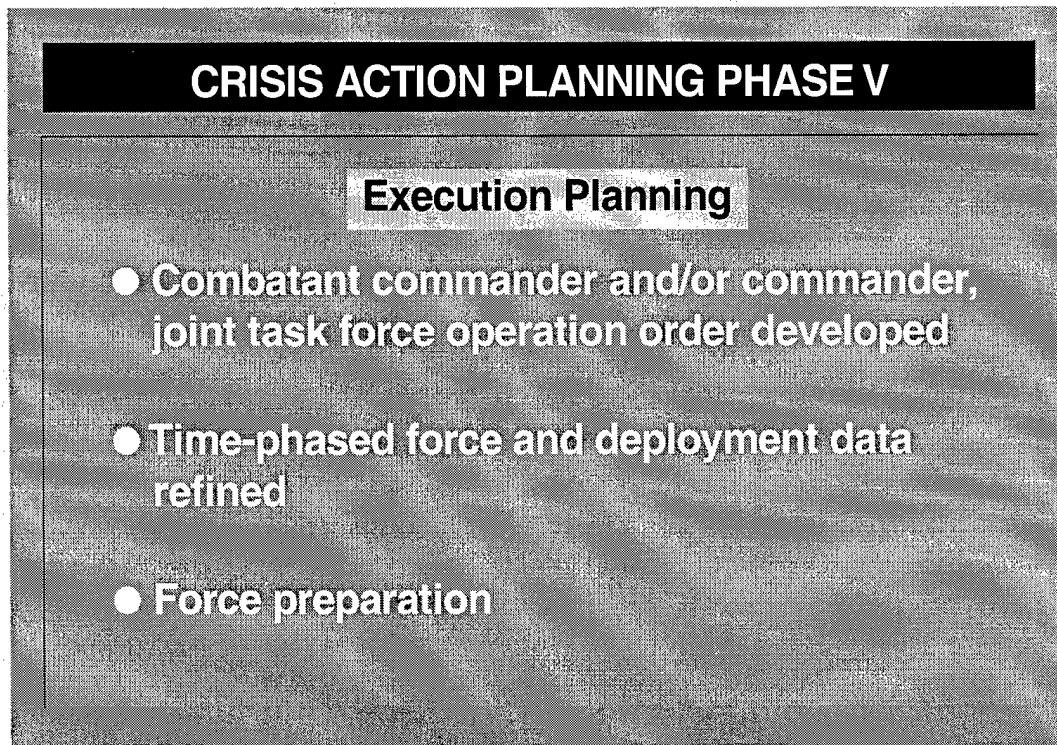 CRISIS ACTION PLANNING PHASE V
Execution Planning
● Combatant commander and/or commander,
joint task force operation order developed
● Time-phased force and deployment data
refined
● Force preparation